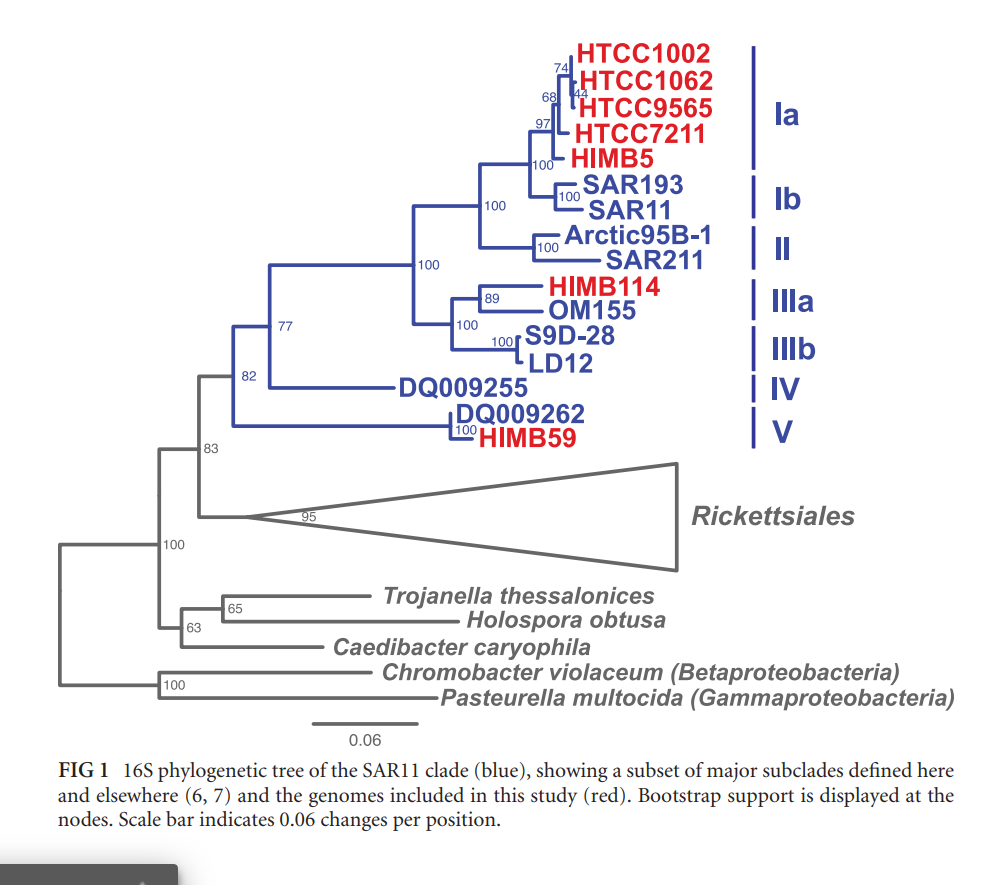 HTCC1002
74
HTCC1062
44
68
HTCC9565
Ia
97
HTCC7211
HIMB5
100
SAR193
100
Ib
SAR11
100
Arctic95B-1
100
II
SAR211
100
HIMB114
89
IIIa
OM155
100
S9D-28
100
IIIb
LD12
77
82
DQ009255
IV
DQ009262
100
V
HIMB59
83
95
Rickettsiales
100
Trojanella thessalonices
65
Holospora obtusa
63
Caedibacter caryophila
Chromobacter violaceum (Betaproteobacteria)
100
Pasteurella multocida (Gammaproteobacteria)
0.06
FIG 1 16S phylogenetic tree of the SAR11 clade (blue), showing a subset of major subclades defined here
and elsewhere (6, 7) and the genomes included in this study (red). Bootstrap support is displayed at the
nodes. Scale bar indicates 0.06 changes per position.